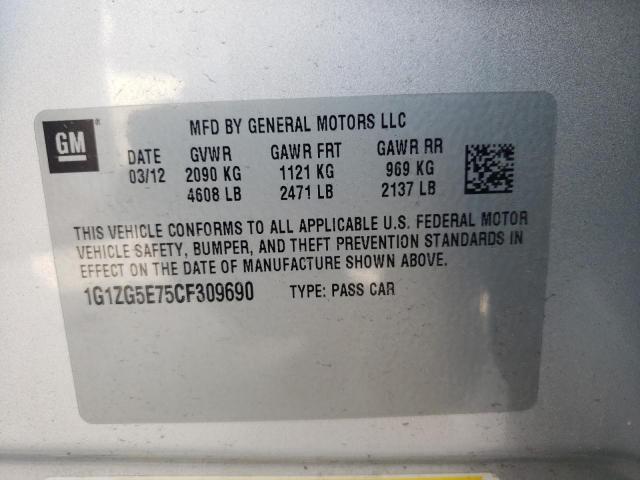 GM ®
MFD BY GENERAL MOTORS LLC
DATE GVWR GAWR FRT GAWR RR
03/12 2090 KG 1121 KG 969 KG
4608 LB 2471 LB 2137 LB
THIS VEHICLE CONFORMS TO ALL APPLICABLE U.S. FEDERAL MOTOR
VEHICLE SAFETY, BUMPER, AND THEFT PREVENTION STANDARDS IN
EFFECT ON THE DATE OF MANUFACTURE SHOWN ABOVE.
1G1ZG5E75CF309690 TYPE: PASS CAR